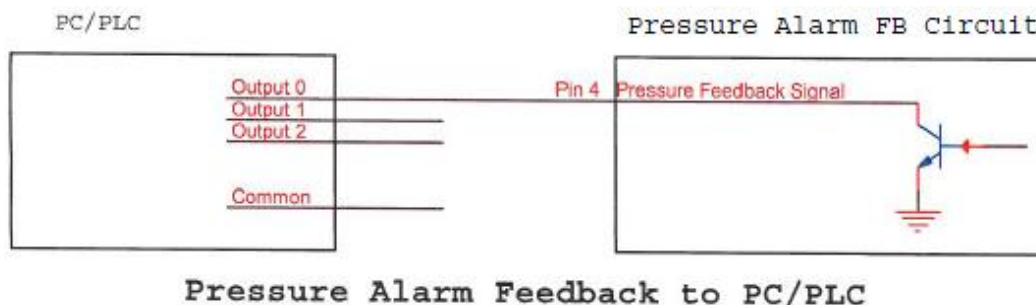 PC/PLC
Pressure Alarm FB Circuit
Output 0
Pin 4 Pressure Feedback Signal
Output 1
Output 2
Common
Pressure Alarm Feedback to PC/PLC